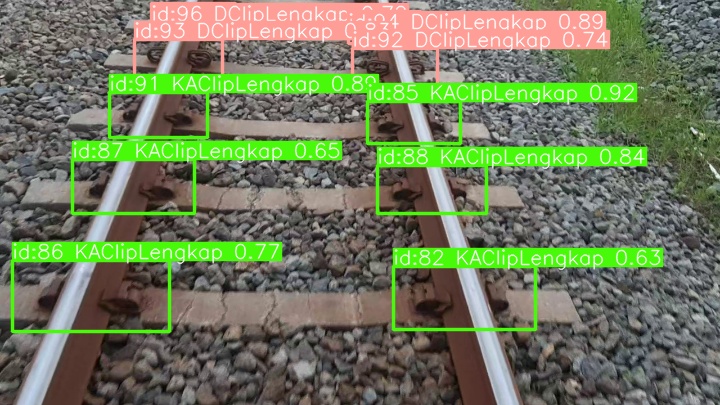 id:96 DClipLengkap
DClipLengkap 0.89
id:93 DClipLengkap
id:92 DClipLengkap 0.74
id:91 KAClipLengkap 0.89
id:85 KAClipLengkap 0.92
id:87 KAClipLengkap 0.65
id:88 KAClipLengkap 0.84
id:86 KAClipLengkap 0.77
id:82 KAClipLengkap 0.63